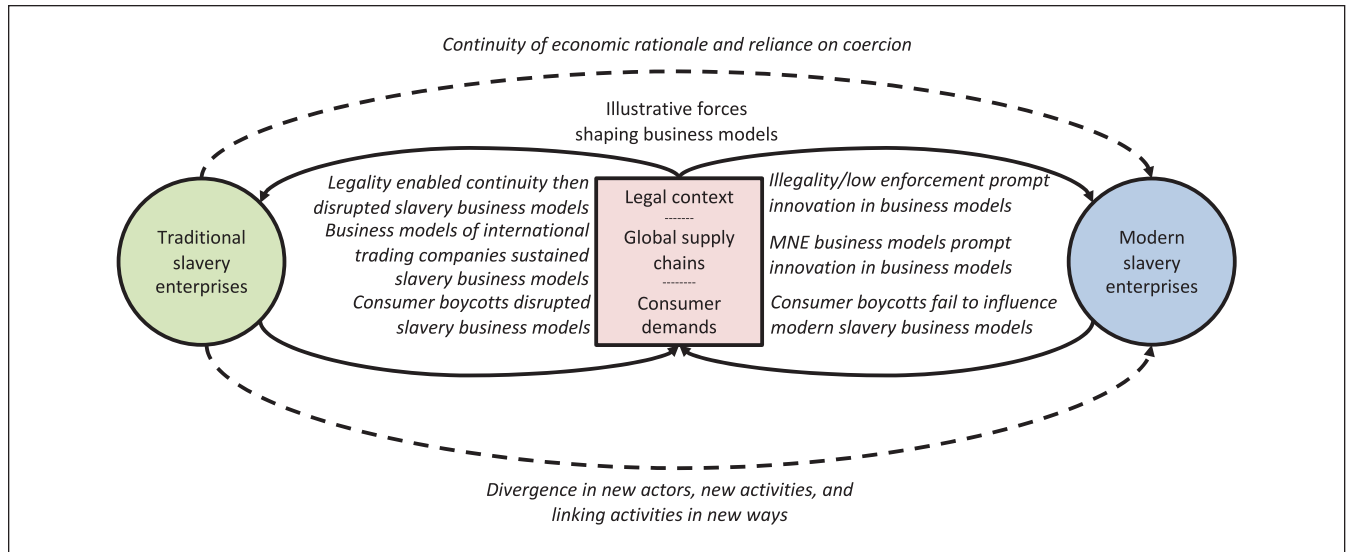 Continuity of economic rationale and reliance on coercion
Illustrative forces
shaping business models
Traditional
slavery
enterprises
Legality enabled continuity then
disrupted slavery business models
Business models of international
trading companies sustained
slavery business models
Consumer boycotts disrupted
slavery business models
Legal context
-------
Global supply
chains
--------
Consumer
demands
Illegality/low enforcement prompt
innovation in business models
MNE business models prompt
innovation in business models
Consumer boycotts fail to influence
modern slavery business models
Modern
slavery
enterprises
Divergence in new actors, new activities, and
linking activities in new ways